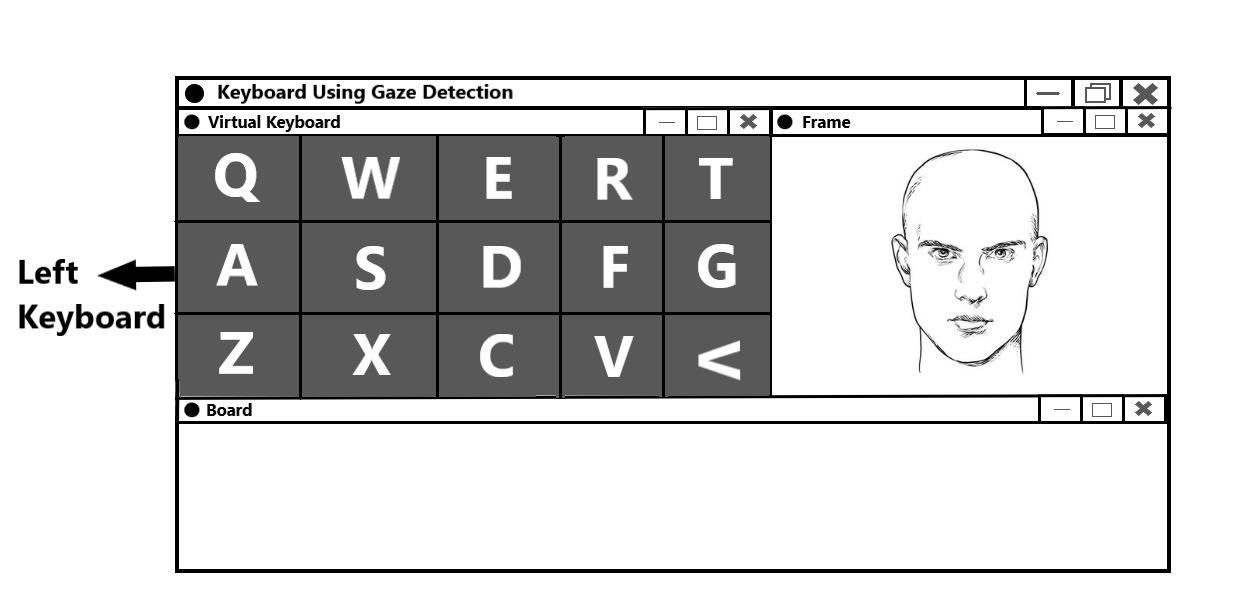 Keyboard Using Gaze Detection
Virtual Keyboard
Frame
Q W E R T
A S D F G
Z X C V <
Left
Keyboard
Board